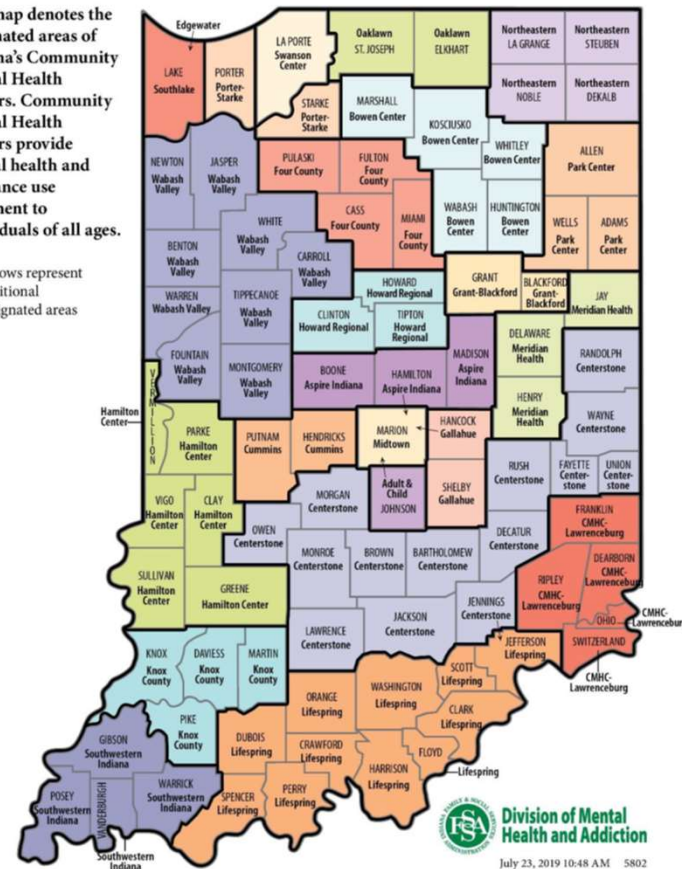 map denotes the
nated areas of
na's Community
al Health
rs. Community
al Health
rs provide
al health and
ance use
ment to
duals of all ages.
ows represent
itional
gnated areas
Edgewater
LAKE
Southlake
PORTER
Porter-
Starke
LA PORTE
Swanson
Center
Oaklawn
ST. JOSEPH
Oaklawn
ELKHART
Northeastern
LA GRANGE
Northeastern
STEUBEN
Northeastern
NOBLE
Northeastern
DEKALB
STARKE
Porter-
Starke
MARSHALL
Bowen Center
KOSCIUSKO
Bowen Center
WHITLEY
Bowen Center
ALLEN
Park Center
NEWTON
Wabash
Valley
JASPER
Wabash
Valley
PULASKI
Four County
FULTON
Four
County
CASS
Four County
MIAMI
Four
County
WABASH
Bowen
Center
HUNTINGTON
Bowen
Center
WELLS
Park
Center
ADAMS
Park
Center
WHITE
Wabash
Valley
BENTON
Wabash
Valley
CARROLL
Wabash
Valley
HOWARD
Howard Regional
GRANT
Grant-Blackford
BLACKFORD
Grant-
Blackford
JAY
Meridian Health
WARREN
Wabash Valley
TIPPECANOE
Wabash
Valley
CLINTON
Howard Regional
TIPTON
Howard
Regional
MADISON
Aspire
Indiana
DELAWARE
Meridian
Health
RANDOLPH
Centerstone
FOUNTAIN
Wabash
Valley
MONTGOMERY
Wabash
Valley
BOONE
Aspire Indiana
HAMILTON
Aspire Indiana
HENRY
Meridian
Health
WAYNE
Centerstone
VERMILLION
Hamilton
Center
PARKE
Hamilton
Center
PUTNAM
Cummins
HENDRICKS
Cummins
MARION
Midtown
HANCOCK
Gallahue
RUSH
Centerstone
FAYETTE
Center-
stone
UNION
Center-
stone
VIGO
Hamilton
Center
CLAY
Hamilton
Center
MORGAN
Centerstone
Adult &
Child
JOHNSON
SHELBY
Gallahue
FRANKLIN
CMHC-
Lawrenceburg
OWEN
Centerstone
MONROE
Centerstone
BROWN
Centerstone
BARTHOLOMEW
Centerstone
DECATUR
Centerstone
DEARBORN
CMHC-
Lawrenceburg
RIPLEY
CMHC-
Lawrenceburg
SULLIVAN
Hamilton
Center
GREENE
Hamilton Center
JENNINGS
Centerstone
OHIO
CMHC-
Lawrenceburg
LAWRENCE
Centerstone
JACKSON
Centerstone
JEFFERSON
Lifespring
SWITZERLAND
CMHC-
Lawrenceburg
KNOX
Knox
County
DAVIESS
Knox
County
MARTIN
Knox
County
SCOTT
Lifespring
ORANGE
Lifespring
WASHINGTON
Lifespring
CLARK
Lifespring
PIKE
Knox
County
GIBSON
Southwestern
Indiana
DUBOIS
Lifespring
CRAWFORD
Lifespring
FLOYD
Lifespring
HARRISON
Lifespring
POSEY
Southwestern
Indiana
VANDERBURGH
Southwestern
Indiana
WARRICK
Southwestern
Indiana
SPENCER
Lifespring
PERRY
Lifespring
INDIANA FAMILY & SOCIAL SERVICES ADMINISTRATION
FSSA
Division of Mental
Health and Addiction
July 23, 2019 10:48 AM 5802